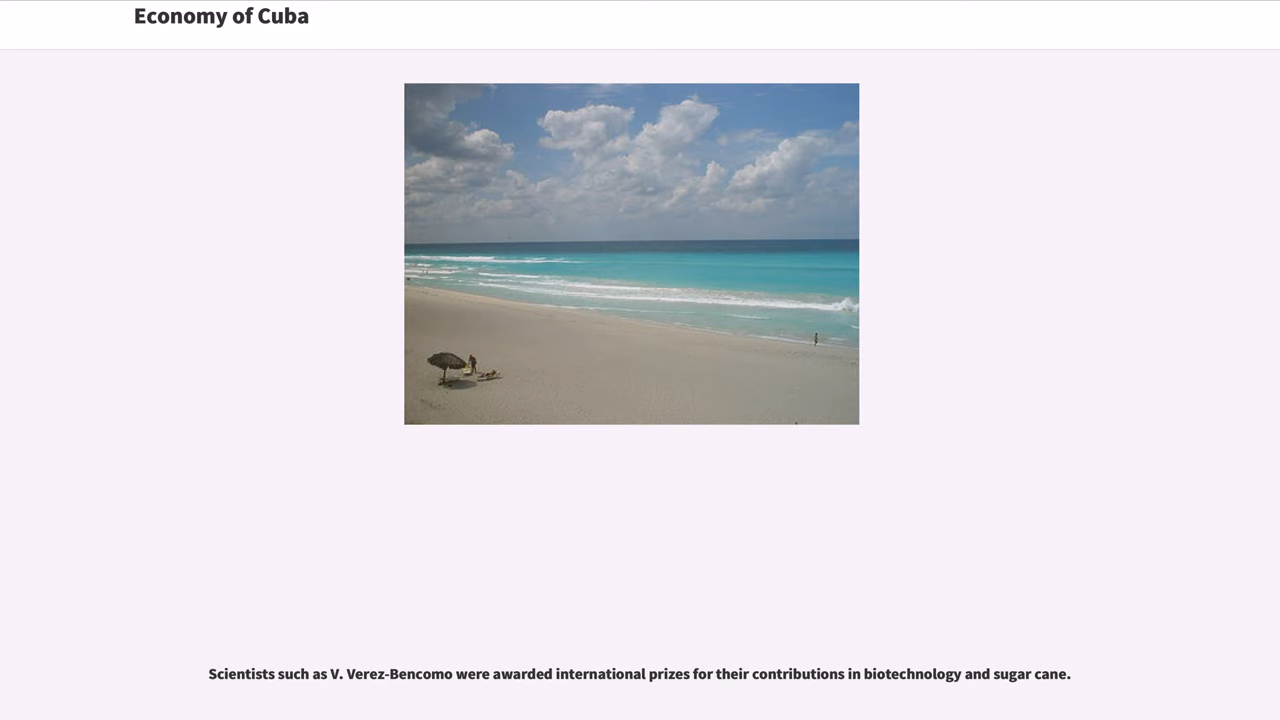 Economy of Cuba
Scientists such as V. Verez-Bencomo were awarded international prizes for their contributions in biotechnology and sugar cane.